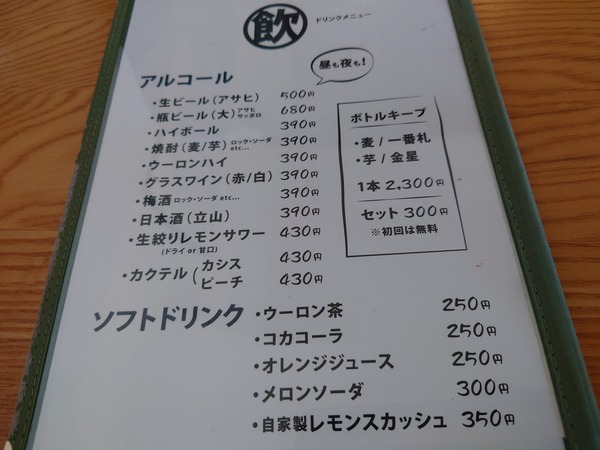 飲 ドリンクメニュー
昼も夜も!
アルコール
・生ビール(アサヒ) 500円
・瓶ビール(大)アサヒ サッポロ 680円
・ハイボール 390円
・焼酎(麦/芋)ロック・ソーダ etc... 390円
・ウーロンハイ 390円
・グラスワイン(赤/白) 390円
・梅酒 ロック・ソーダ etc... 390円
・日本酒(立山) 390円
・生絞りレモンサワー 430円
(ドライ or 甘口)
・カクテル(カシス 430円
ピーチ 430円
ボトルキープ
・麦/一番札
・芋/金星
1本 2,300円
セット 300円
※初回は無料
ソフトドリンク
・ウーロン茶 250円
・コカコーラ 250円
・オレンジジュース 250円
・メロンソーダ 300円
・自家製レモンスカッシュ 350円